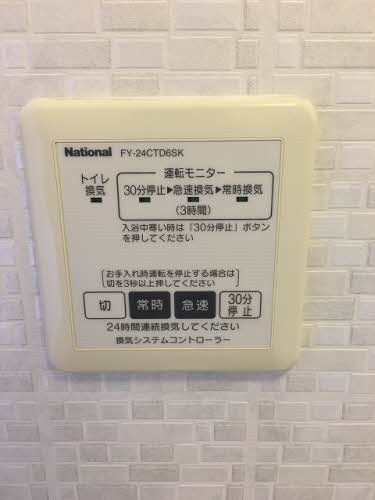 National FY-24CTD6SK
運転モニター
トイレ
換気
30分停止▶急速換気▶常時換気
(3時間)
入浴中寒い時は「30分停止」ボタン
を押してください
お手入れ時運転を停止する場合は
切を3秒以上押してください
切 常時 急速 30分
停止
24時間連続換気してください
換気システムコントローラー